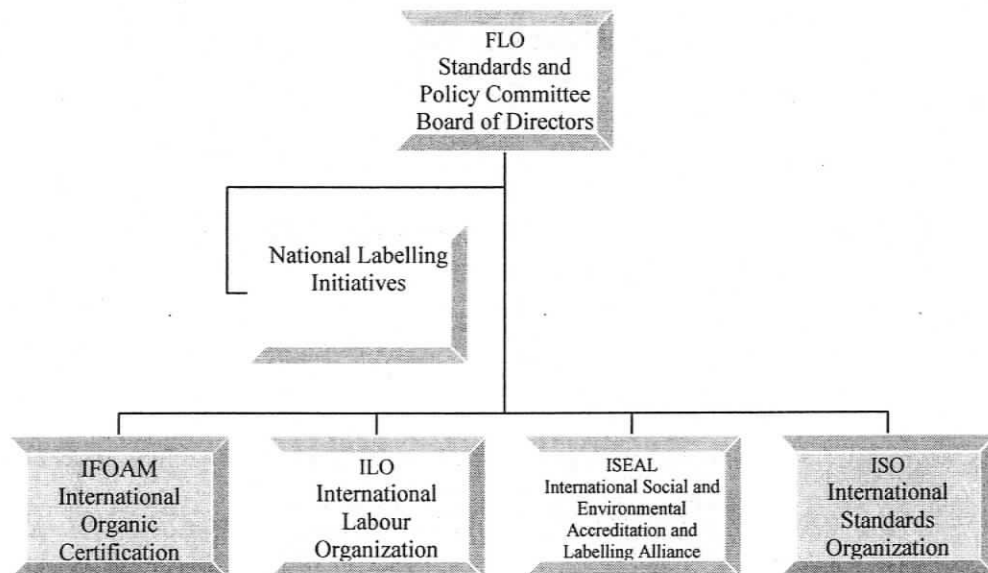 FLO
Standards and
Policy Committee
Board of Directors
National Labelling
Initiatives
IFOAM
International
Organic
Certification
ILO
International
Labour
Organization
ISEAL
International Social and
Environmental
Accreditation and
Labelling Alliance
ISO
International
Standards
Organization